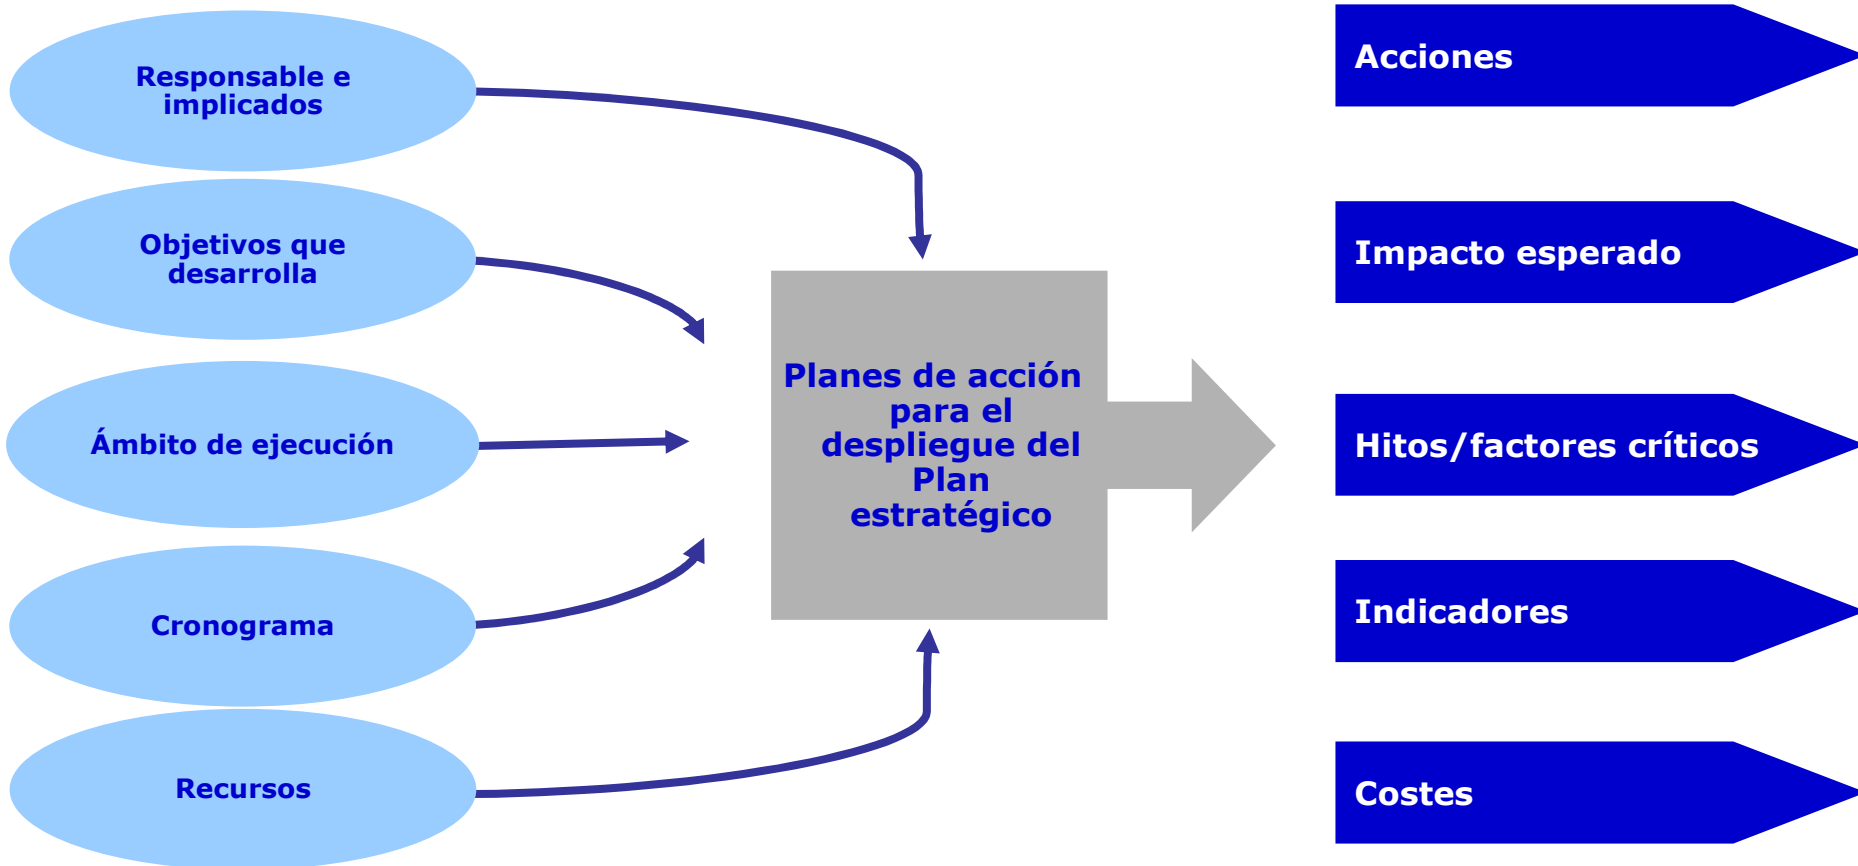 Responsable e
implicados
Objetivos que
desarrolla
Ámbito de ejecución
Cronograma
Recursos
Planes de acción
para el
despliegue del
Plan
estratégico
Acciones
Impacto esperado
Hitos/factores críticos
Indicadores
Costes